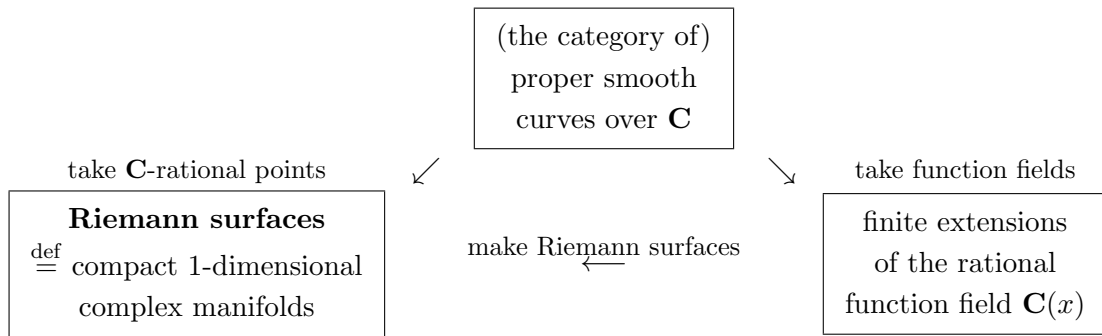 (the category of)
proper smooth
curves over C
take C-rational points
take function fields
Riemann surfaces
def
= compact 1-dimensional
complex manifolds
make Riemann surfaces
finite extensions
of the rational
function field C(x)